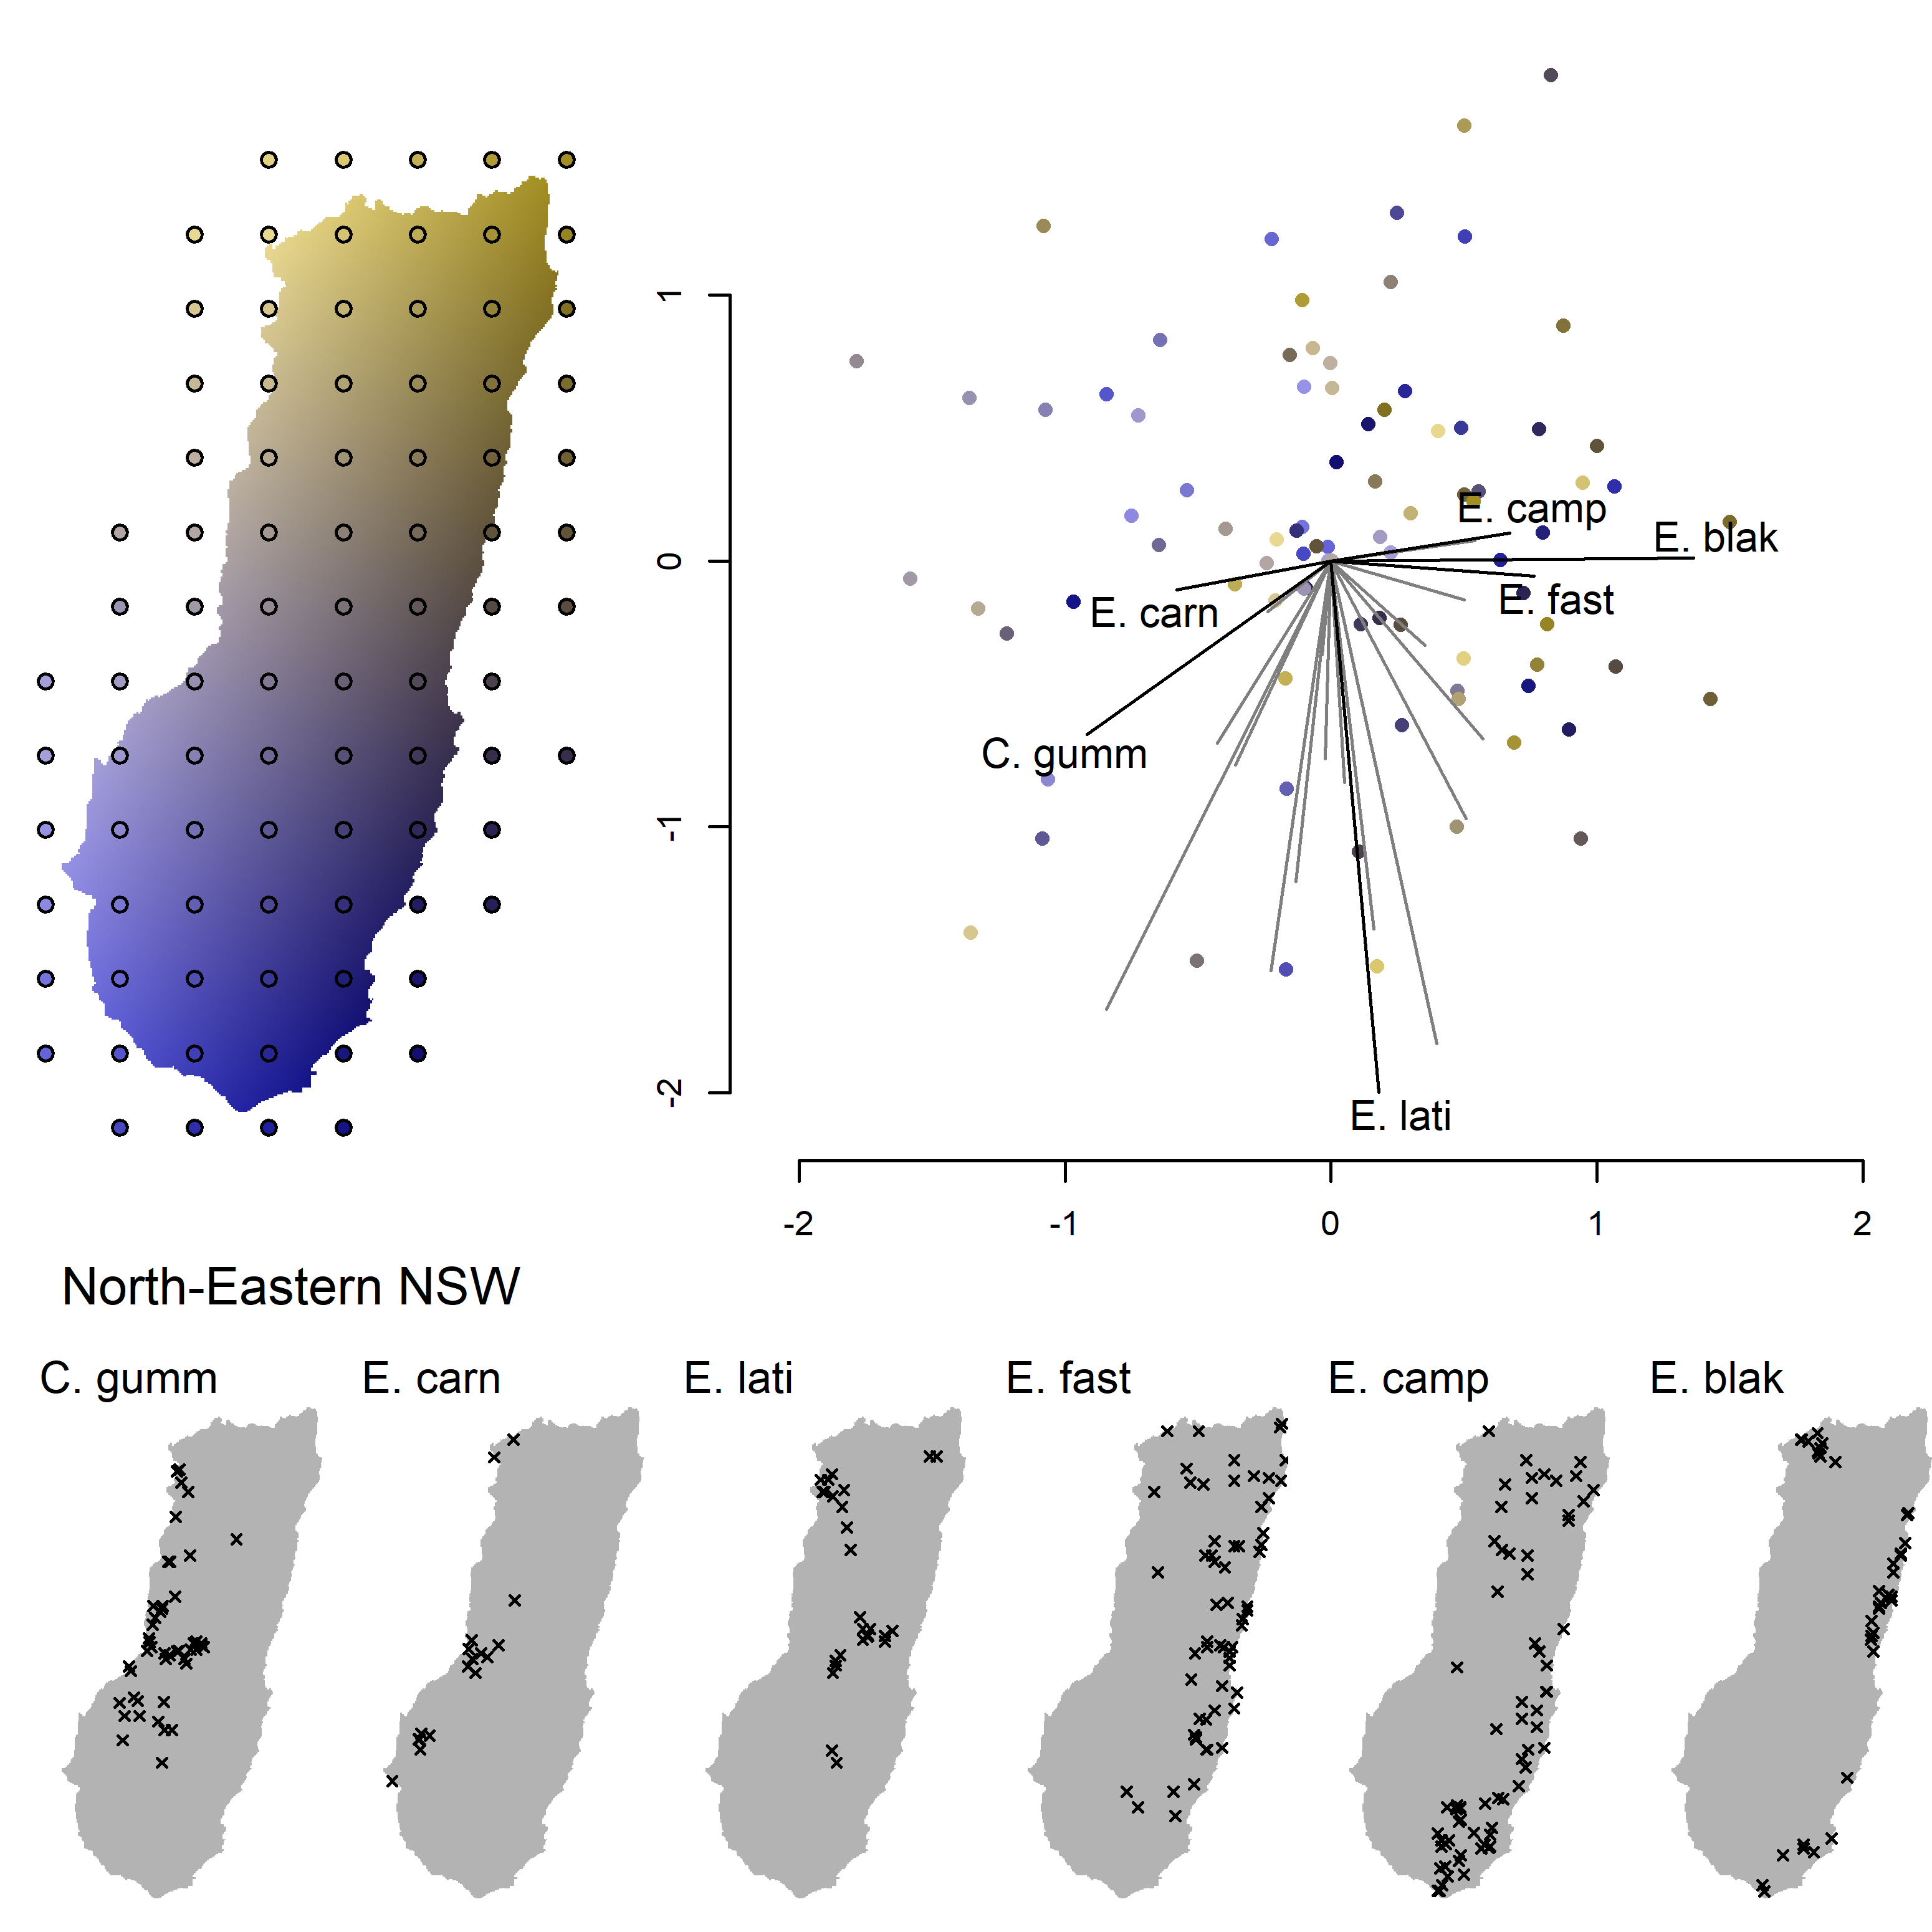 1
0
-1
-2
E. camp
E. blak
E. fast
E. carn
C. gumm
E. lati
-2 -1 0 1 2
North-Eastern NSW
C. gumm E. carn E. lati E. fast E. camp E. blak